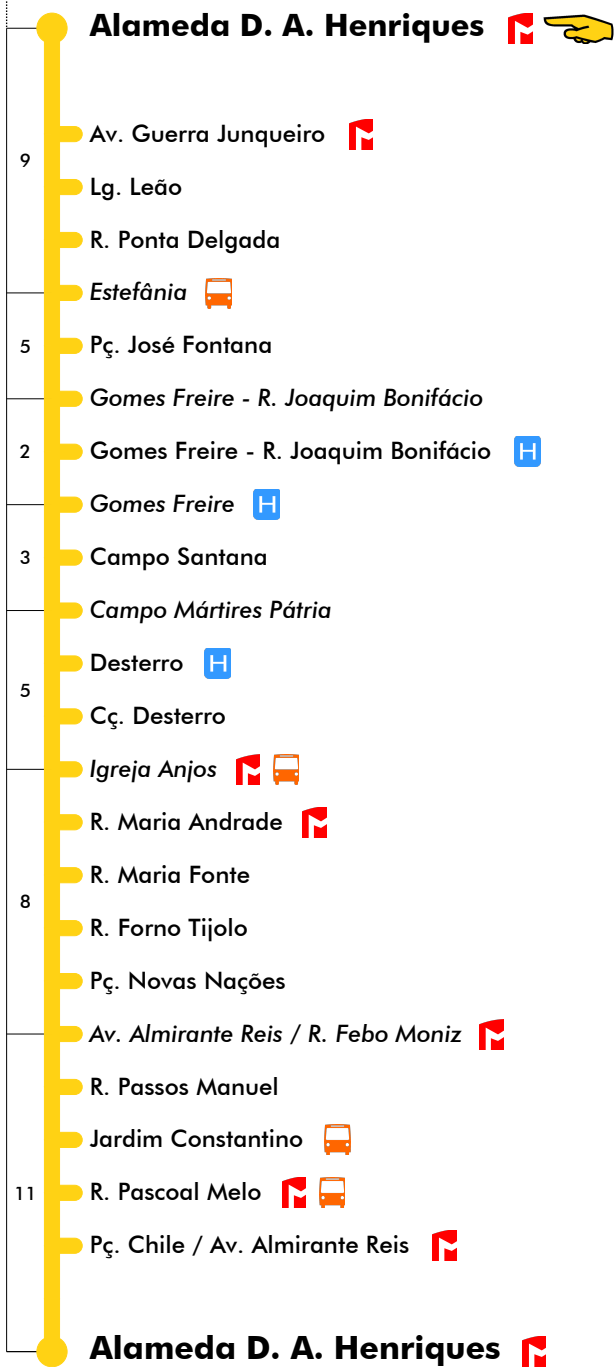 Alameda D. A. Henriques
Av. Guerra Junqueiro
9
Lg. Leão
R. Ponta Delgada
Estefânia
5 Pç. José Fontana
Gomes Freire - R. Joaquim Bonifácio
2 Gomes Freire - R. Joaquim Bonifácio H
Gomes Freire H
3 Campo Santana
Campo Mártires Pátria
Desterro H
5
Cç. Desterro
Igreja Anjos
R. Maria Andrade
R. Maria Fonte
8
R. Forno Tijolo
Pç. Novas Nações
Av. Almirante Reis / R. Febo Moniz
R. Passos Manuel
Jardim Constantino
11 R. Pascoal Melo
Pç. Chile / Av. Almirante Reis
Alameda D. A. Henriques